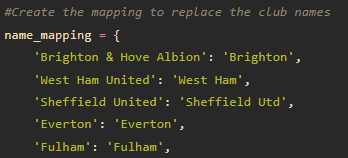 #Create the mapping to replace the club names
name_mapping = {
'Brighton & Hove Albion': 'Brighton',
'West Ham United': 'West Ham',
'Sheffield United': 'Sheffield Utd',
'Everton': 'Everton',
'Fulham': 'Fulham',